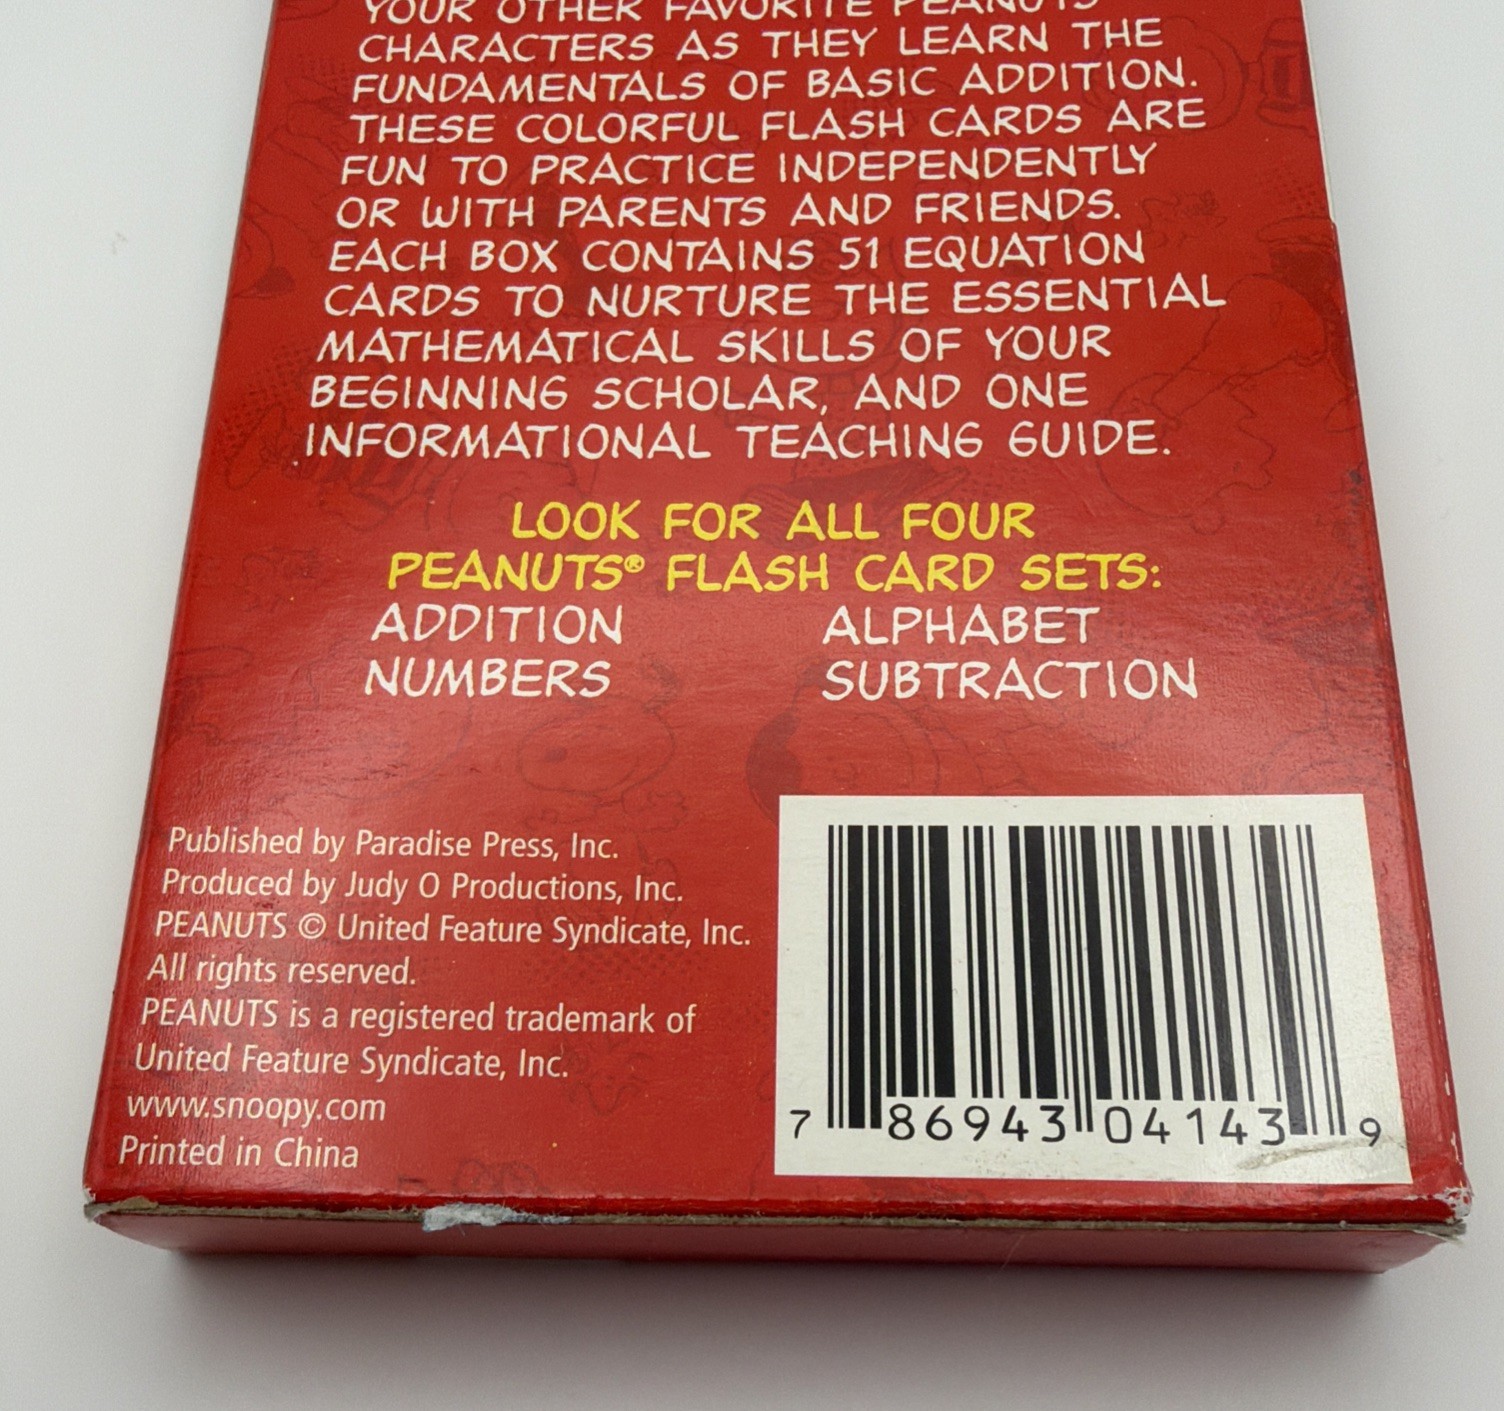 YOUR OTHER FAVORITE PEANUTS
CHARACTERS AS THEY LEARN THE
FUNDAMENTALS OF BASIC ADDITION.
THESE COLORFUL FLASH CARDS ARE
FUN TO PRACTICE INDEPENDENTLY
OR WITH PARENTS AND FRIENDS.
EACH BOX CONTAINS 51 EQUATION
CARDS TO NURTURE THE ESSENTIAL
MATHEMATICAL SKILLS OF YOUR
BEGINNING SCHOLAR, AND ONE
INFORMATIONAL TEACHING GUIDE.
LOOK FOR ALL FOUR
PEANUTS® FLASH CARD SETS:
ADDITION ALPHABET
NUMBERS SUBTRACTION
Published by Paradise Press, Inc.
Produced by Judy O Productions, Inc.
PEANUTS © United Feature Syndicate, Inc.
All rights reserved.
PEANUTS is a registered trademark of
United Feature Syndicate, Inc.
www.snoopy.com
Printed in China
7 86943 04143 9